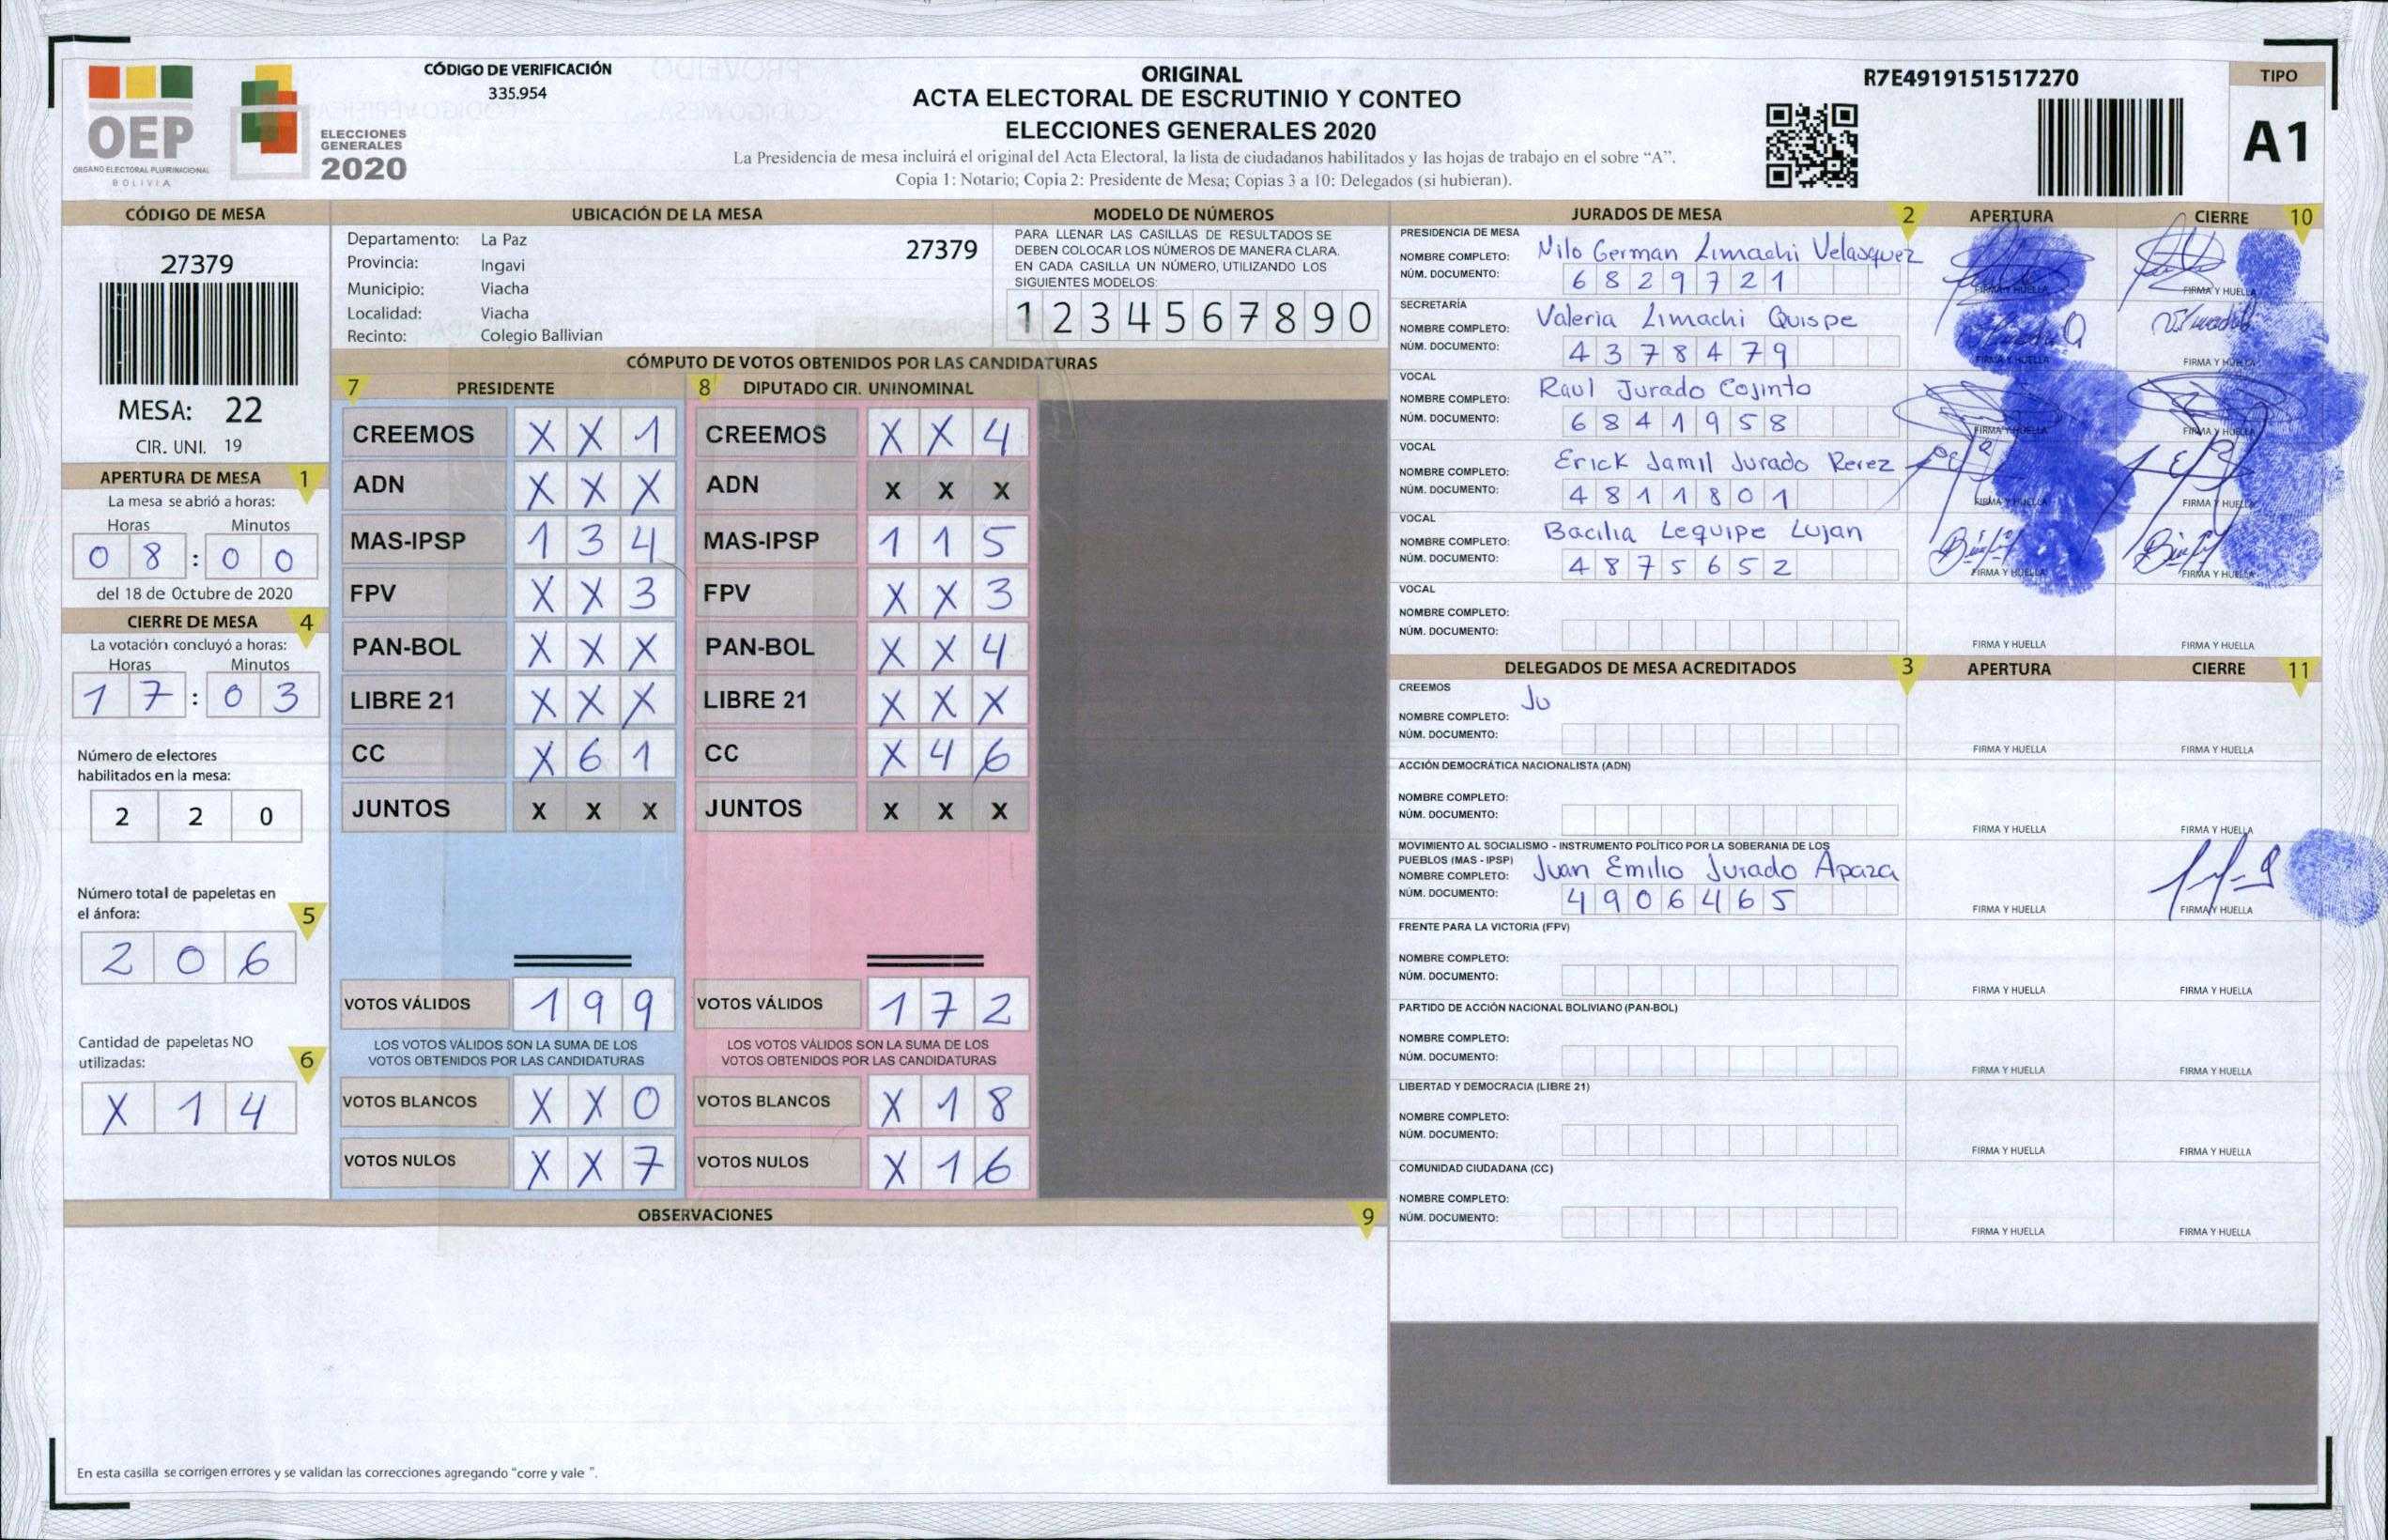 CÓDIGO DE VERIFICACIÓN
335.954
OEP
ÓRGANO ELECTORAL PLURINACIONAL
BOLIVIA
ELECCIONES
GENERALES
2020
ORIGINAL
ACTA ELECTORAL DE ESCRUTINIO Y CONTEO
ELECCIONES GENERALES 2020
La Presidencia de mesa incluirá el original del Acta Electoral, la lista de ciudadanos habilitados y las hojas de trabajo en el sobre “A”.
Copia 1: Notario; Copia 2: Presidente de Mesa; Copias 3 a 10: Delegados (si hubieran).
R7E4919151517270
TIPO
A1
CÓDIGO DE MESA
27379
MESA: 22
CIR. UNI. 19
APERTURA DE MESA 1
La mesa se abrió a horas:
Horas Minutos
0 8 : 0 0
del 18 de Octubre de 2020
CIERRE DE MESA 4
La votación concluyó a horas:
Horas Minutos
1 7 : 0 3
Número de electores
habilitados en la mesa:
2 2 0
Número total de papeletas en
el ánfora: 5
2 0 6
Cantidad de papeletas NO
utilizadas: 6
X 1 4
UBICACIÓN DE LA MESA
Departamento: La Paz
27379
Provincia: Ingavi
Municipio: Viacha
Localidad: Viacha
Recinto: Colegio Ballivian
MODELO DE NÚMEROS
PARA LLENAR LAS CASILLAS DE RESULTADOS SE
DEBEN COLOCAR LOS NÚMEROS DE MANERA CLARA.
EN CADA CASILLA UN NÚMERO, UTILIZANDO LOS
SIGUIENTES MODELOS:
1 2 3 4 5 6 7 8 9 0
CÓMPUTO DE VOTOS OBTENIDOS POR LAS CANDIDATURAS
7 PRESIDENTE
CREEMOS X X 1
ADN X X X
MAS-IPSP 1 3 4
FPV X X 3
PAN-BOL X X X
LIBRE 21 X X X
CC X 6 1
JUNTOS X X X
VOTOS VÁLIDOS 1 9 9
LOS VOTOS VÁLIDOS SON LA SUMA DE LOS
VOTOS OBTENIDOS POR LAS CANDIDATURAS
VOTOS BLANCOS X X 0
VOTOS NULOS X X 7
8 DIPUTADO CIR. UNINOMINAL
CREEMOS X X 4
ADN X X X
MAS-IPSP 1 1 5
FPV X X 3
PAN-BOL X X 4
LIBRE 21 X X X
CC X 4 6
JUNTOS X X X
VOTOS VÁLIDOS 1 7 2
LOS VOTOS VÁLIDOS SON LA SUMA DE LOS
VOTOS OBTENIDOS POR LAS CANDIDATURAS
VOTOS BLANCOS X 1 8
VOTOS NULOS X 1 6
OBSERVACIONES 9
En esta casilla se corrigen errores y se validan las correcciones agregando “corre y vale ”.
JURADOS DE MESA 2 APERTURA CIERRE 10
PRESIDENCIA DE MESA
NOMBRE COMPLETO: Nilo German Limachi Velasquez
NÚM. DOCUMENTO: 6 8 2 9 7 2 1
FIRMA Y HUELLA FIRMA Y HUELLA
SECRETARÍA
NOMBRE COMPLETO: Valeria Limachi Quispe
NÚM. DOCUMENTO: 4 3 7 8 4 7 9
FIRMA Y HUELLA FIRMA Y HUELLA
VOCAL
NOMBRE COMPLETO: Raul Jurado Cojinto
NÚM. DOCUMENTO: 6 8 4 1 9 5 8
FIRMA Y HUELLA FIRMA Y HUELLA
VOCAL
NOMBRE COMPLETO: Erick Jamil Jurado Perez
NÚM. DOCUMENTO: 4 8 1 1 8 0 1
FIRMA Y HUELLA FIRMA Y HUELLA
VOCAL
NOMBRE COMPLETO: Bacilia Lequipe Lujan
NÚM. DOCUMENTO: 4 8 7 5 6 5 2
FIRMA Y HUELLA FIRMA Y HUELLA
VOCAL
NOMBRE COMPLETO:
NÚM. DOCUMENTO:
FIRMA Y HUELLA FIRMA Y HUELLA
DELEGADOS DE MESA ACREDITADOS 3 APERTURA CIERRE 11
CREEMOS
NOMBRE COMPLETO: Ju
NÚM. DOCUMENTO:
FIRMA Y HUELLA FIRMA Y HUELLA
ACCIÓN DEMOCRÁTICA NACIONALISTA (ADN)
NOMBRE COMPLETO:
NÚM. DOCUMENTO:
FIRMA Y HUELLA FIRMA Y HUELLA
MOVIMIENTO AL SOCIALISMO - INSTRUMENTO POLÍTICO POR LA SOBERANIA DE LOS
PUEBLOS (MAS - IPSP)
NOMBRE COMPLETO: Juan Emilio Jurado Apaza
NÚM. DOCUMENTO: 4 9 0 6 4 6 5
FIRMA Y HUELLA FIRMA Y HUELLA
FRENTE PARA LA VICTORIA (FPV)
NOMBRE COMPLETO:
NÚM. DOCUMENTO:
FIRMA Y HUELLA FIRMA Y HUELLA
PARTIDO DE ACCIÓN NACIONAL BOLIVIANO (PAN-BOL)
NOMBRE COMPLETO:
NÚM. DOCUMENTO:
FIRMA Y HUELLA FIRMA Y HUELLA
LIBERTAD Y DEMOCRACIA (LIBRE 21)
NOMBRE COMPLETO:
NÚM. DOCUMENTO:
FIRMA Y HUELLA FIRMA Y HUELLA
COMUNIDAD CIUDADANA (CC)
NOMBRE COMPLETO:
NÚM. DOCUMENTO:
FIRMA Y HUELLA FIRMA Y HUELLA